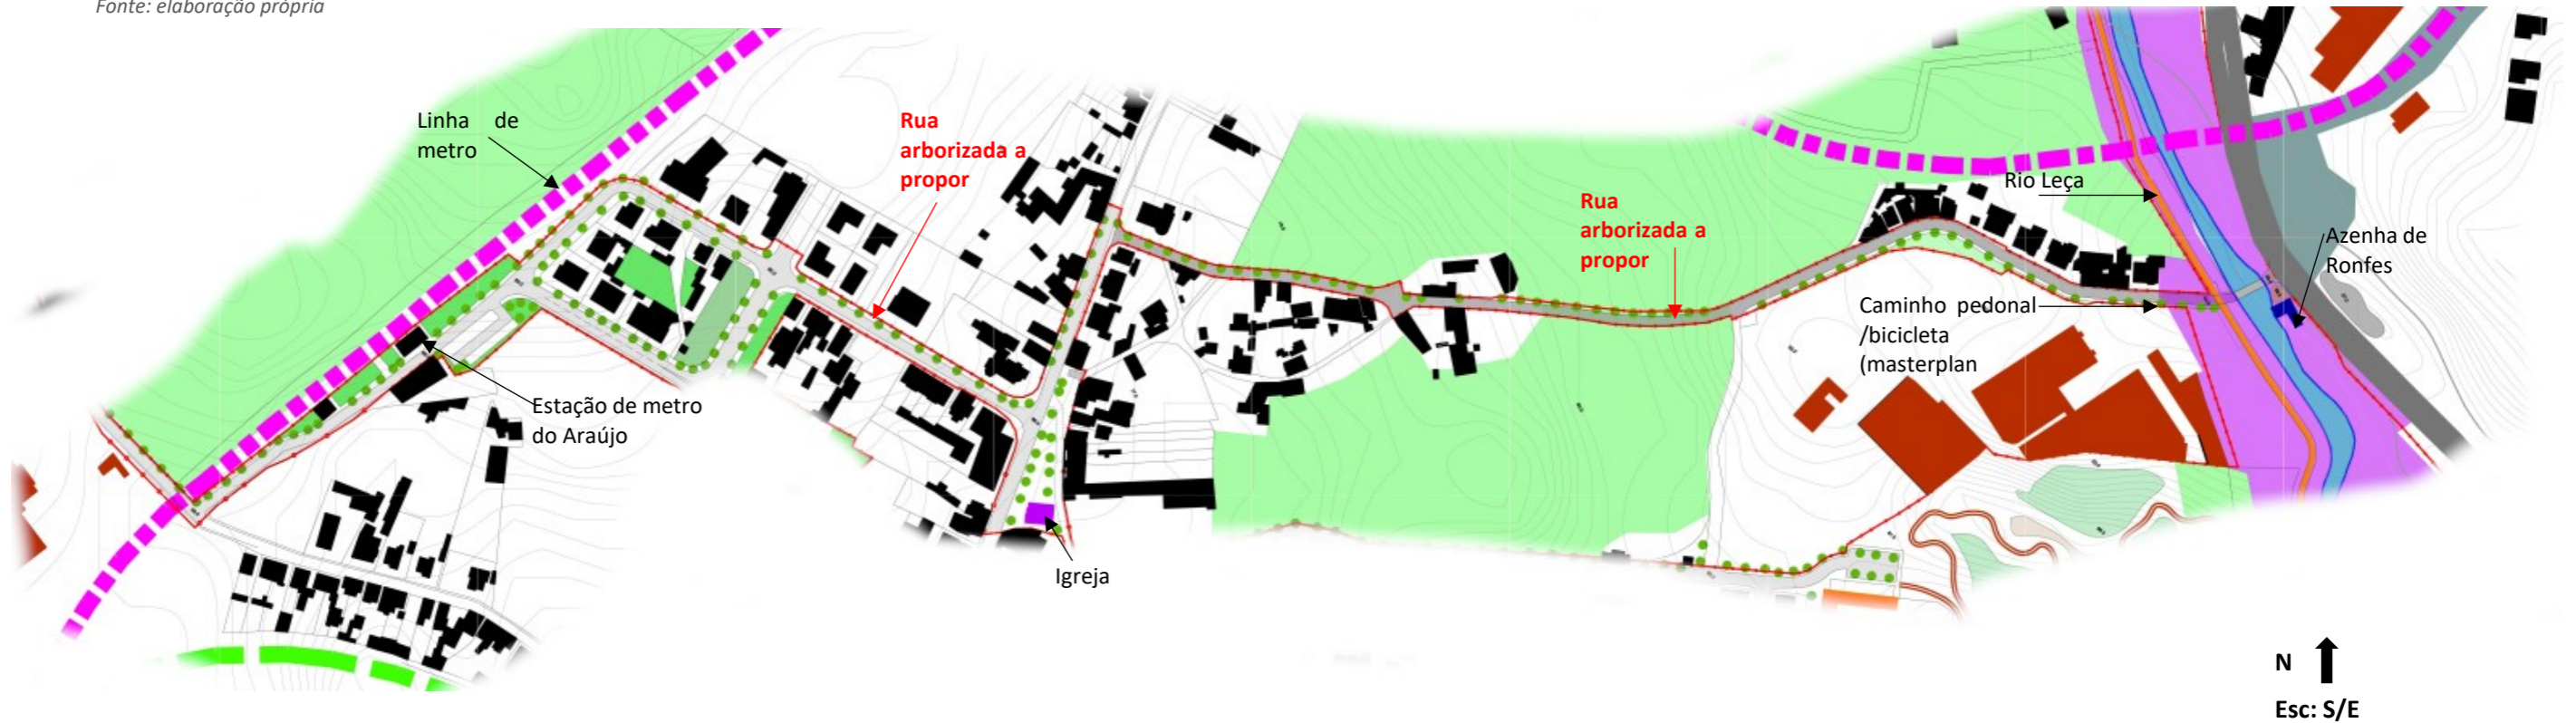 Fonte: elaboração própria
Linha de
metro
Rua
arborizada a
propor
Rua
arborizada a
propor
Rio Leça
Azenha de
Ronfes
Caminho pedonal
/bicicleta
(masterplan
Estação de metro
do Araújo
Igreja
N
Esc: S/E